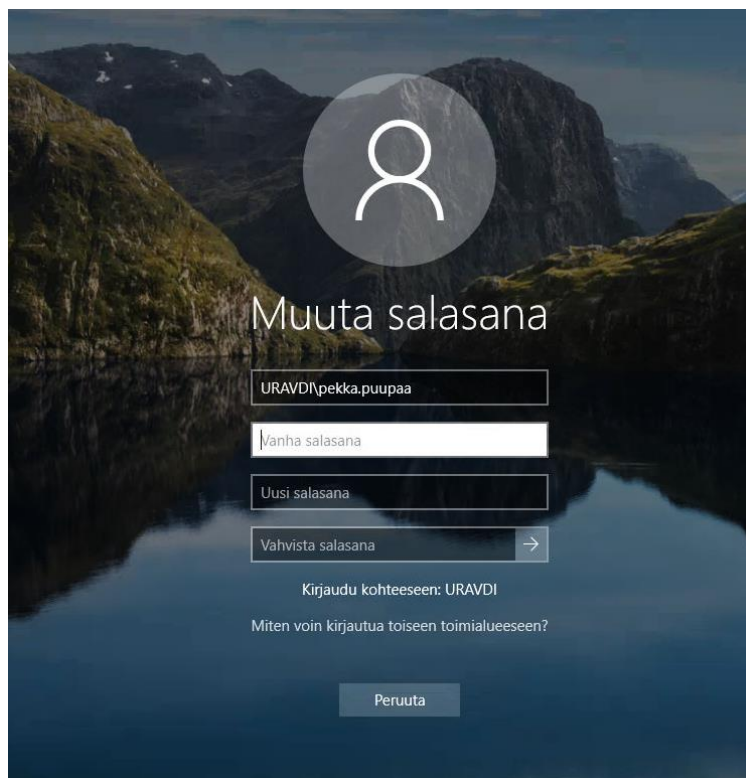 Muuta salasana
URAVDI\pekka.puupaa
Vanha salasana
Uusi salasana
Vahvista salasana
Kirjaudu kohteeseen: URAVDI
Miten voin kirjautua toiseen toimialueeseen?
Peruuta